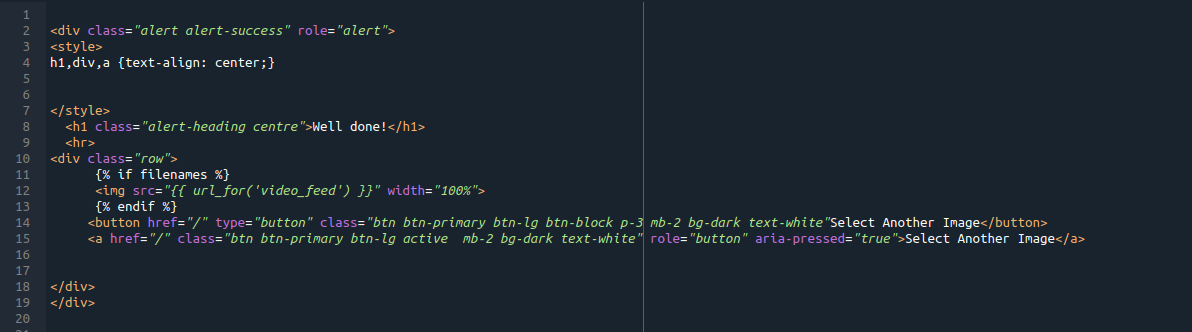 1
2 <div class="alert alert-success" role="alert">
3 <style>
4 h1,div,a {text-align: center;}
5
6
7 </style>
8   <h1 class="alert-heading centre">Well done!</h1>
9   <hr>
10 <div class="row">
11       {% if filenames %}
12       <img src="{{ url_for('video_feed') }}" width="100%">
13       {% endif %}
14      <button href="/" type="button" class="btn btn-primary btn-lg btn-block p-3 mb-2 bg-dark text-white"Select Another Image</button>
15      <a href="/" class="btn btn-primary btn-lg active  mb-2 bg-dark text-white" role="button" aria-pressed="true">Select Another Image</a>
16
17
18 </div>
19 </div>
20